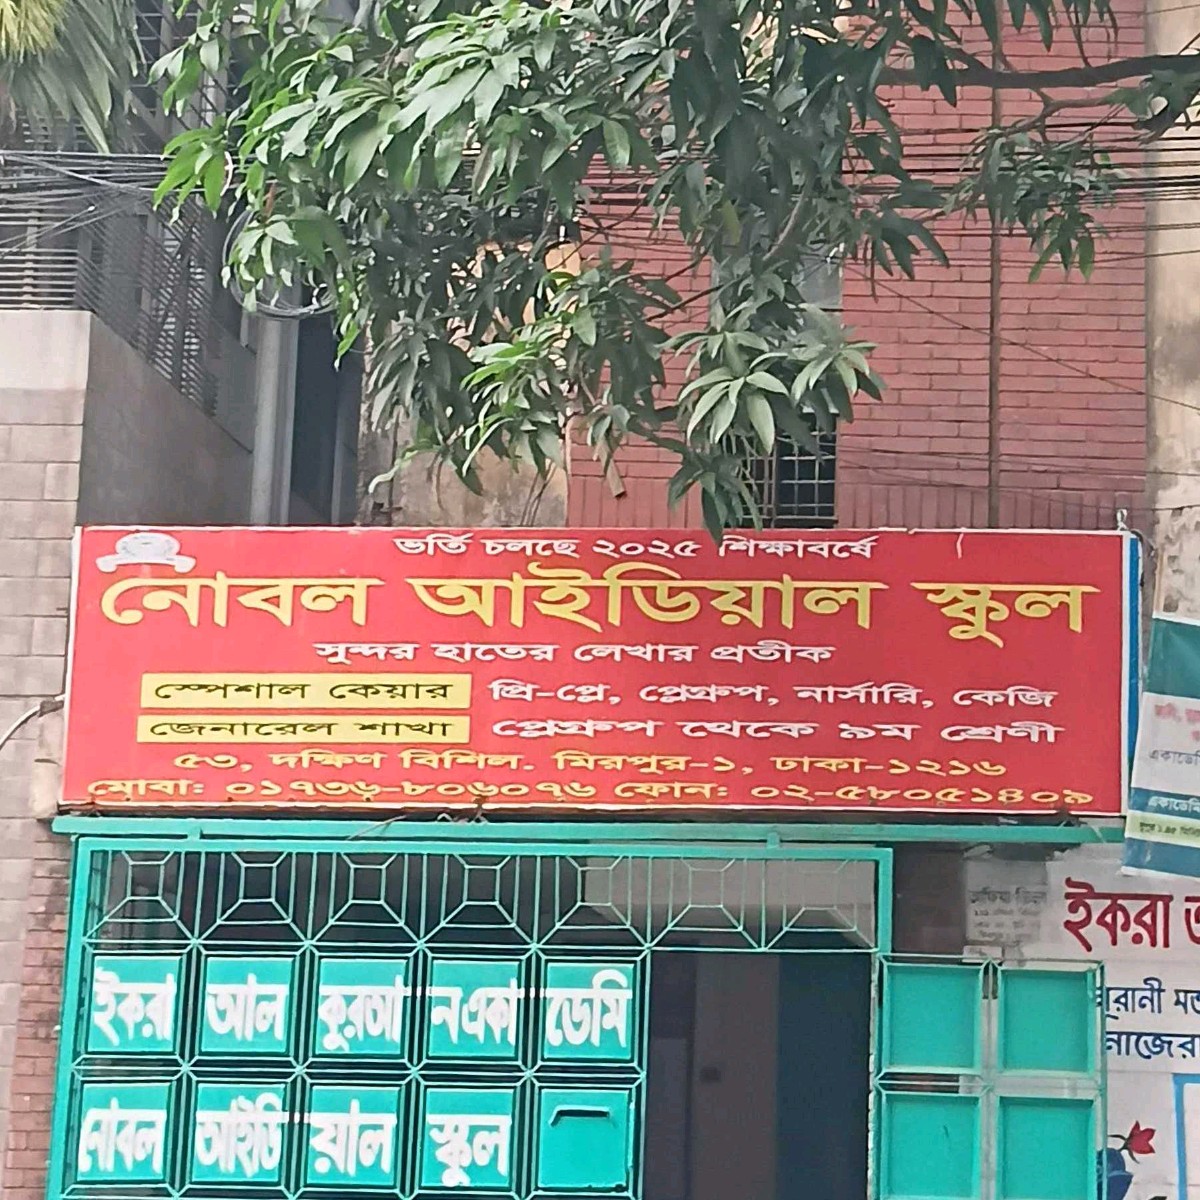 ভর্তি চলছে ২০২৫ শিক্ষাবর্ষে
নোবল আইডিয়াল স্কুল
সুন্দর হাতের লেখার প্রতীক
স্পেশাল কেয়ার প্রি-প্লে, প্লেগ্রুপ, নার্সারি, কেজি
জেনারেল শাখা প্লেগ্রুপ থেকে ৯ম শ্রেণী
৫৩, দক্ষিণ বিশিল. মিরপুর-১, ঢাকা-১২১৬
মোবা: ০১৭৩৬-৮০৬০৭৬ ফোন: ০২-৫৮০৫১৪০৯
ইকরা আল কুরআ ন একা ডেমি
নোবল আইডি য়াল স্কুল
ইকরা